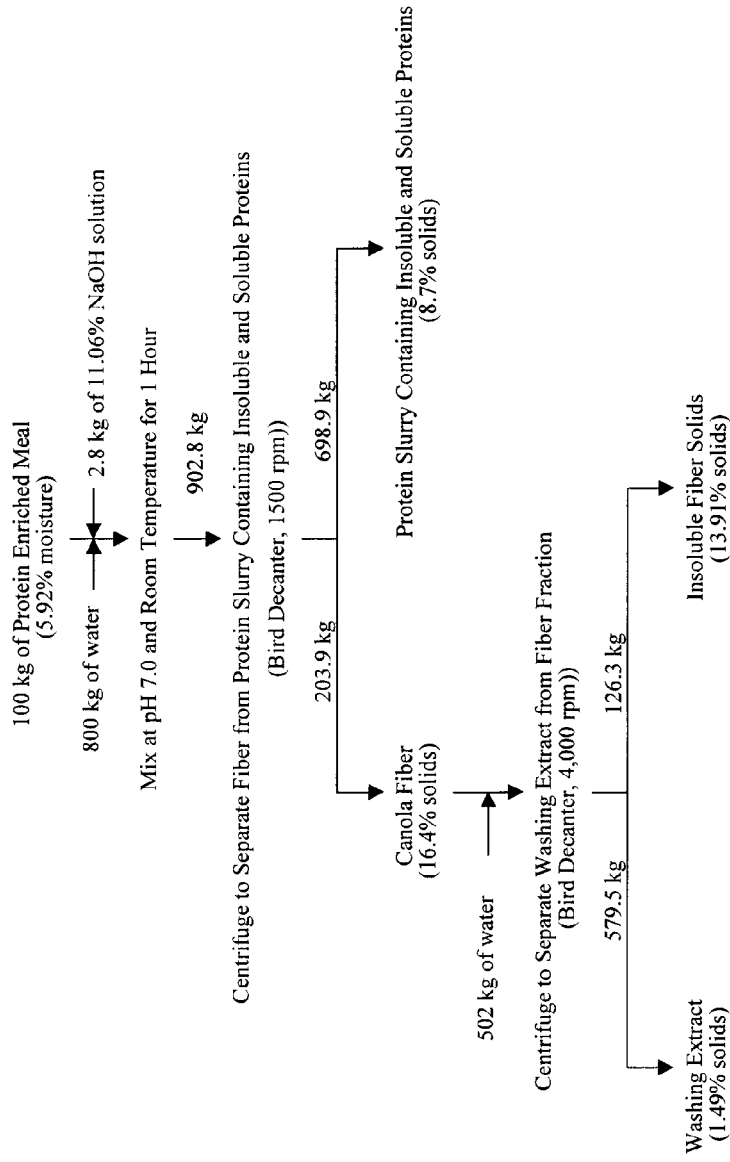 100 kg of Protein Enriched Meal
(5.92% moisture)
800 kg of water
2.8 kg of 11.06% NaOH solution
Mix at pH 7.0 and Room Temperature for 1 Hour
902.8 kg
Centrifuge to Separate Fiber from Protein Slurry Containing Insoluble and Soluble Proteins
(Bird Decanter, 1500 rpm))
203.9 kg
698.9 kg
Canola Fiber
(16.4% solids)
Protein Slurry Containing Insoluble and Soluble Proteins
(8.7% solids)
502 kg of water
Centrifuge to Separate Washing Extract from Fiber Fraction
(Bird Decanter, 4,000 rpm))
579.5 kg
126.3 kg
Washing Extract
(1.49% solids)
Insoluble Fiber Solids
(13.91% solids)